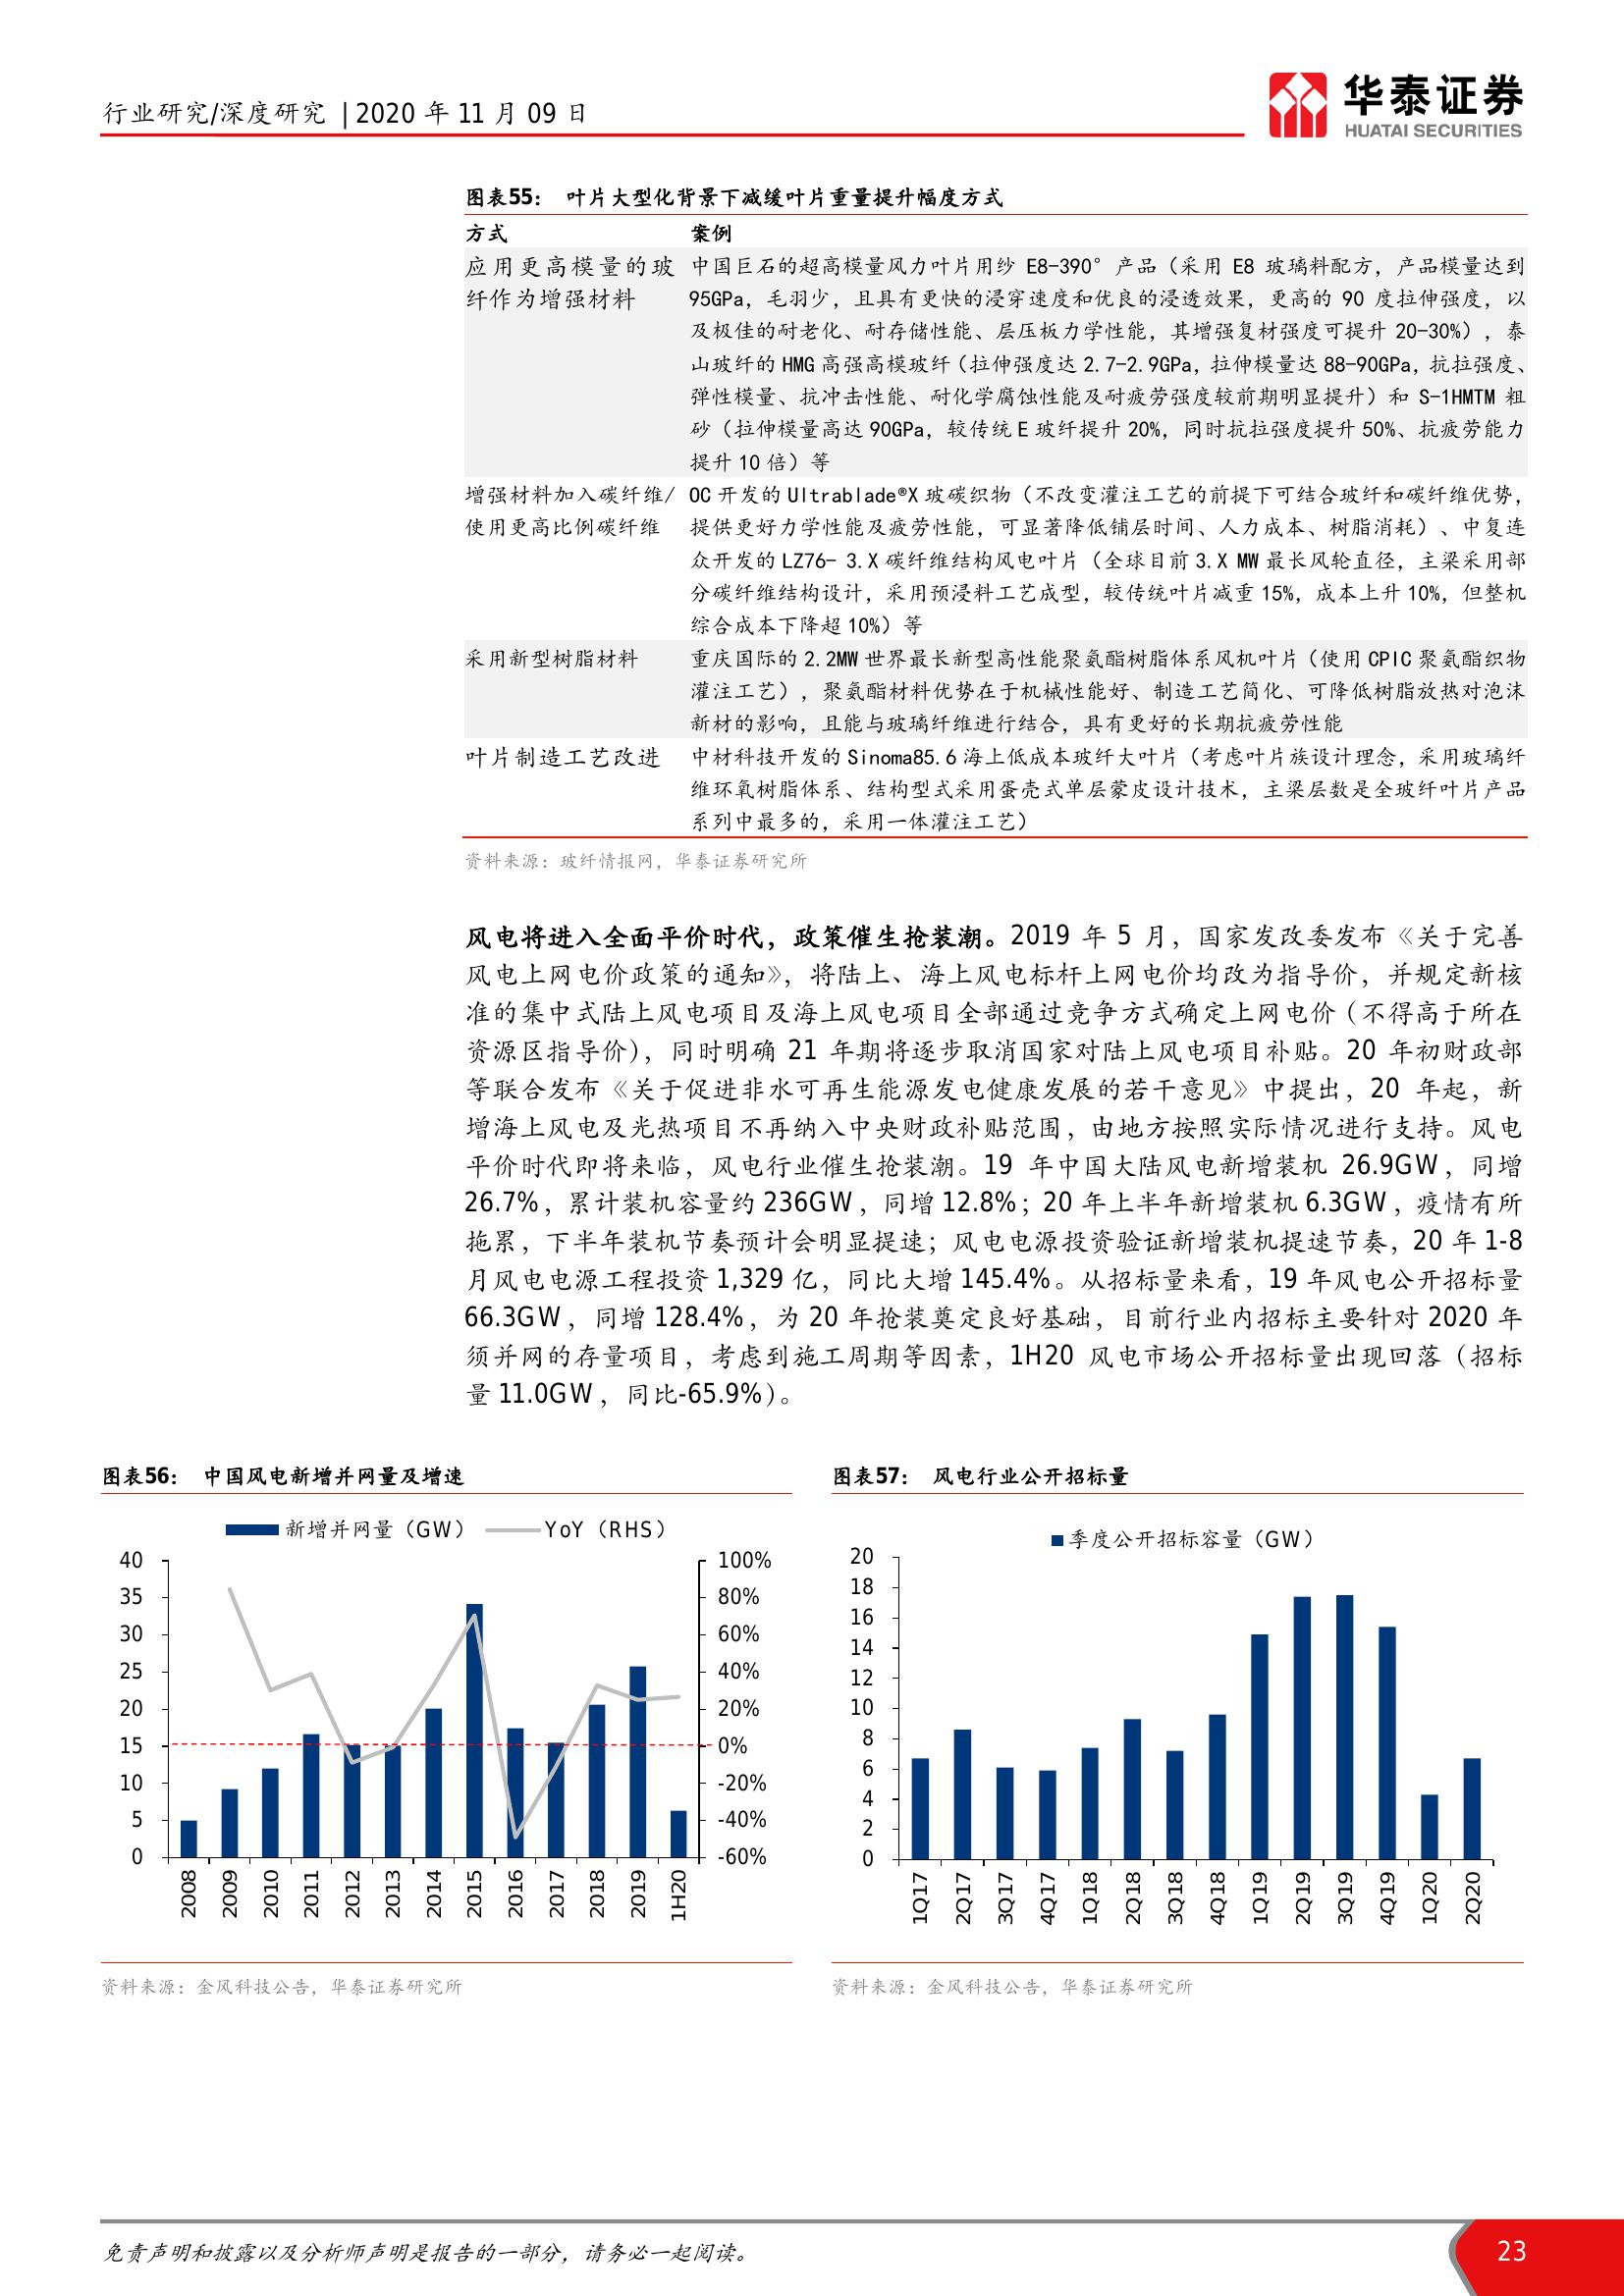 行业研究/深度研究 | 2020 年 11 月 09 日
华泰证券
HUATAI SECURITIES
图表55： 叶片大型化背景下减缓叶片重量提升幅度方式
方式 案例
应用更高模量的玻 中国巨石的超高模量风力叶片用纱 E8-390°产品（采用 E8 玻璃料配方，产品模量达到
纤作为增强材料 95GPa，毛羽少，且具有更快的浸穿速度和优良的浸透效果，更高的 90 度拉伸强度，以
及极佳的耐老化、耐存储性能、层压板力学性能，其增强复材强度可提升 20-30%），泰
山玻纤的 HMG 高强高模玻纤（拉伸强度达 2.7-2.9GPa，拉伸模量达 88-90GPa，抗拉强度、
弹性模量、抗冲击性能、耐化学腐蚀性能及耐疲劳强度较前期明显提升）和 S-1HMTM 粗
砂（拉伸模量高达 90GPa，较传统 E 玻纤提升 20%，同时抗拉强度提升 50%、抗疲劳能力
提升 10 倍）等
增强材料加入碳纤维/ OC 开发的 Ultrablade®X 玻碳织物（不改变灌注工艺的前提下可结合玻纤和碳纤维优势，
使用更高比例碳纤维 提供更好力学性能及疲劳性能，可显著降低铺层时间、人力成本、树脂消耗）、中复连
众开发的 LZ76- 3.X 碳纤维结构风电叶片（全球目前 3.X MW 最长风轮直径，主梁采用部
分碳纤维结构设计，采用预浸料工艺成型，较传统叶片减重 15%，成本上升 10%，但整机
综合成本下降超 10%）等
采用新型树脂材料 重庆国际的 2.2MW 世界最长新型高性能聚氨酯树脂体系风机叶片（使用 CPIC 聚氨酯织物
灌注工艺），聚氨酯材料优势在于机械性能好、制造工艺简化、可降低树脂放热对泡沫
新材的影响，且能与玻璃纤维进行结合，具有更好的长期抗疲劳性能
叶片制造工艺改进 中材科技开发的 Sinoma85.6 海上低成本玻纤大叶片（考虑叶片族设计理念，采用玻璃纤
维环氧树脂体系、结构型式采用蛋壳式单层蒙皮设计技术，主梁层数是全玻纤叶片产品
系列中最多的，采用一体灌注工艺）
资料来源：玻纤情报网，华泰证券研究所
风电将进入全面平价时代，政策催生抢装潮。2019 年 5 月，国家发改委发布《关于完善
风电上网电价政策的通知》，将陆上、海上风电标杆上网电价均改为指导价，并规定新核
准的集中式陆上风电项目及海上风电项目全部通过竞争方式确定上网电价（不得高于所在
资源区指导价），同时明确 21 年期将逐步取消国家对陆上风电项目补贴。20 年初财政部
等联合发布《关于促进非水可再生能源发电健康发展的若干意见》中提出，20 年起，新
增海上风电及光热项目不再纳入中央财政补贴范围，由地方按照实际情况进行支持。风电
平价时代即将来临，风电行业催生抢装潮。19 年中国大陆风电新增装机 26.9GW，同增
26.7%，累计装机容量约 236GW，同增 12.8%；20 年上半年新增装机 6.3GW，疫情有所
拖累，下半年装机节奏预计会明显提速；风电电源投资验证新增装机提速节奏，20 年 1-8
月风电电源工程投资 1,329 亿，同比大增 145.4%。从招标量来看，19 年风电公开招标量
66.3GW，同增 128.4%，为 20 年抢装奠定良好基础，目前行业内招标主要针对 2020 年
须并网的存量项目，考虑到施工周期等因素，1H20 风电市场公开招标量出现回落（招标
量 11.0GW，同比-65.9%）。
图表56： 中国风电新增并网量及增速
新增并网量（GW） YoY（RHS）
40 100%
35 80%
30 60%
25 40%
20 20%
15 0%
10 -20%
5 -40%
0 -60%
2008 2009 2010 2011 2012 2013 2014 2015 2016 2017 2018 2019 1H20
资料来源：金风科技公告，华泰证券研究所
图表57： 风电行业公开招标量
季度公开招标容量（GW）
20
18
16
14
12
10
8
6
4
2
0
1Q17 2Q17 3Q17 4Q17 1Q18 2Q18 3Q18 4Q18 1Q19 2Q19 3Q19 4Q19 1Q20 2Q20
资料来源：金风科技公告，华泰证券研究所
免责声明和披露以及分析师声明是报告的一部分，请务必一起阅读。
23